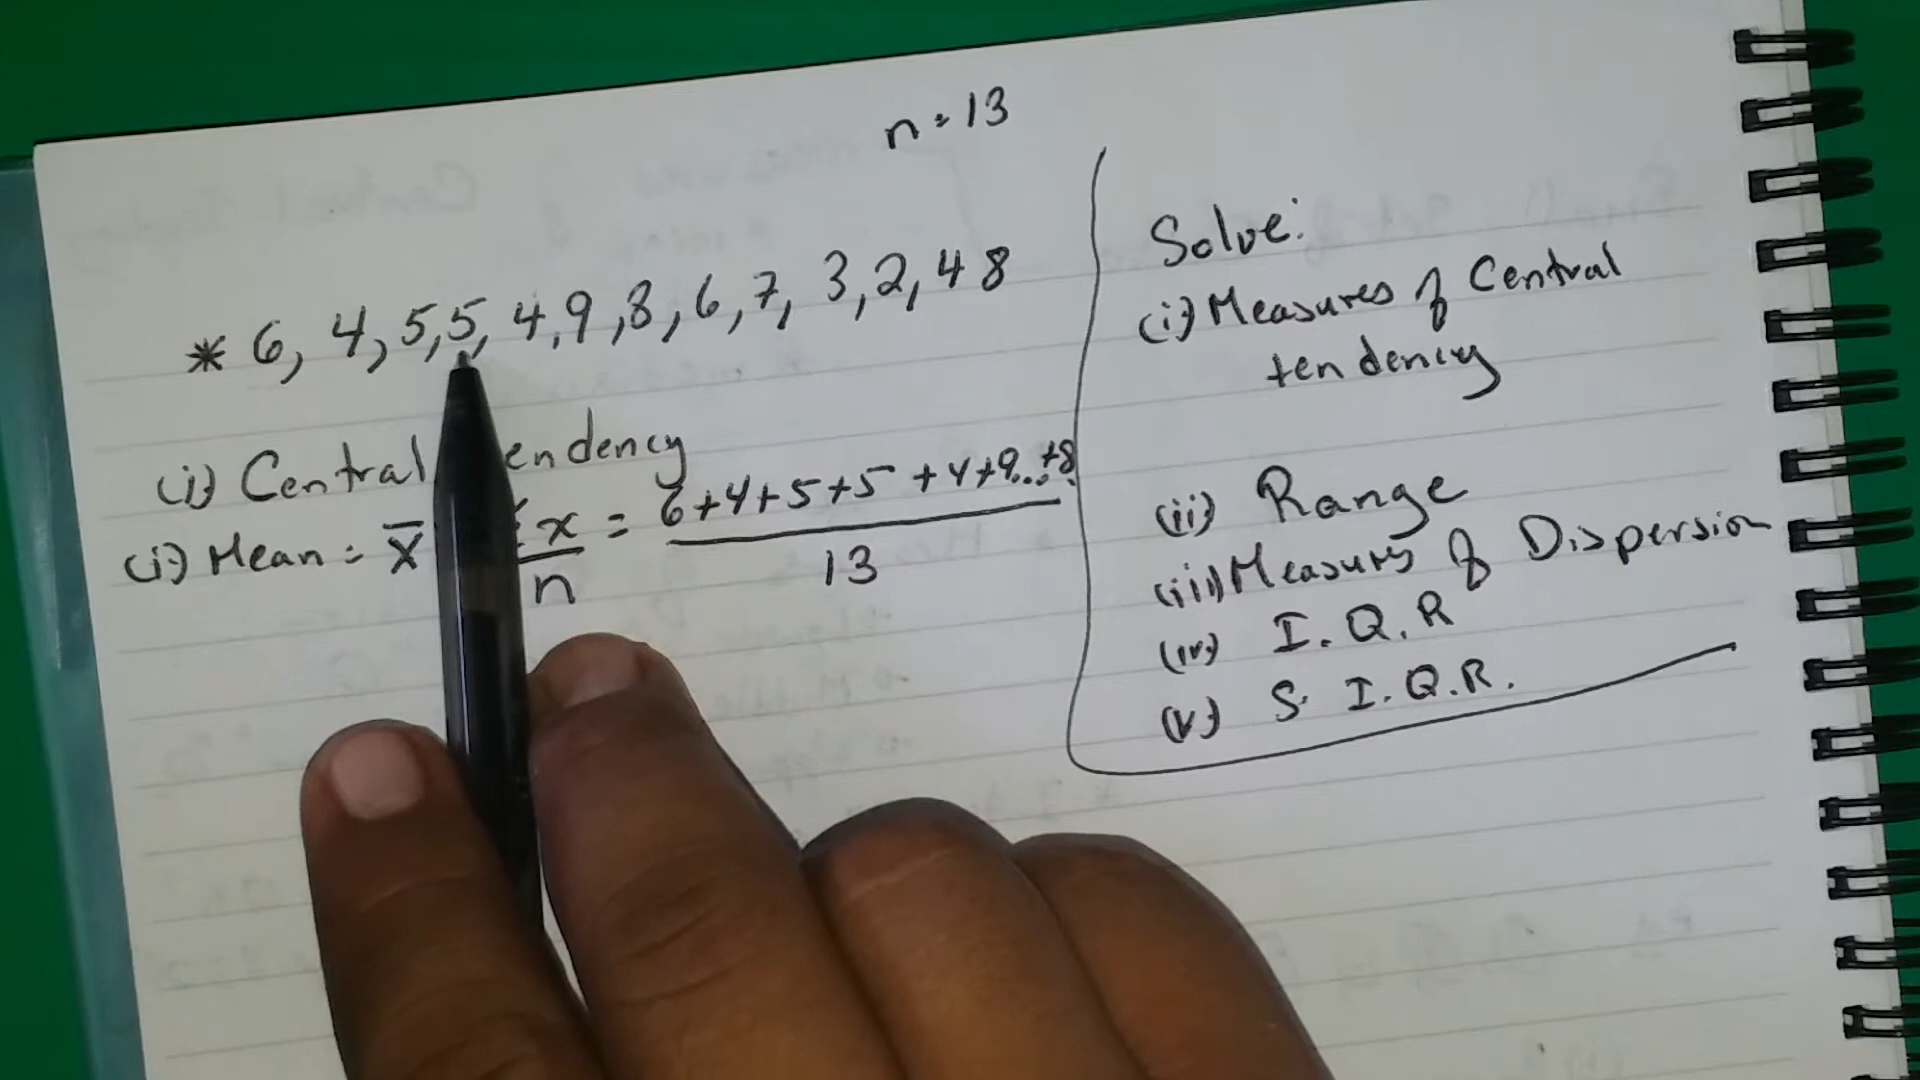 n = 13
* 6, 4, 5, 5, 4, 9, 8, 6, 7, 3, 2, 4 8
(i) Central endency
(i) Mean = x̄ x/n = 6+4+5+5+4+9...+8/13
Solve:
(i) Measures of Central
tendency
(ii) Range
(iii) Measures of Dispersion
(iv) I.Q.R
(v) S I.Q.R.